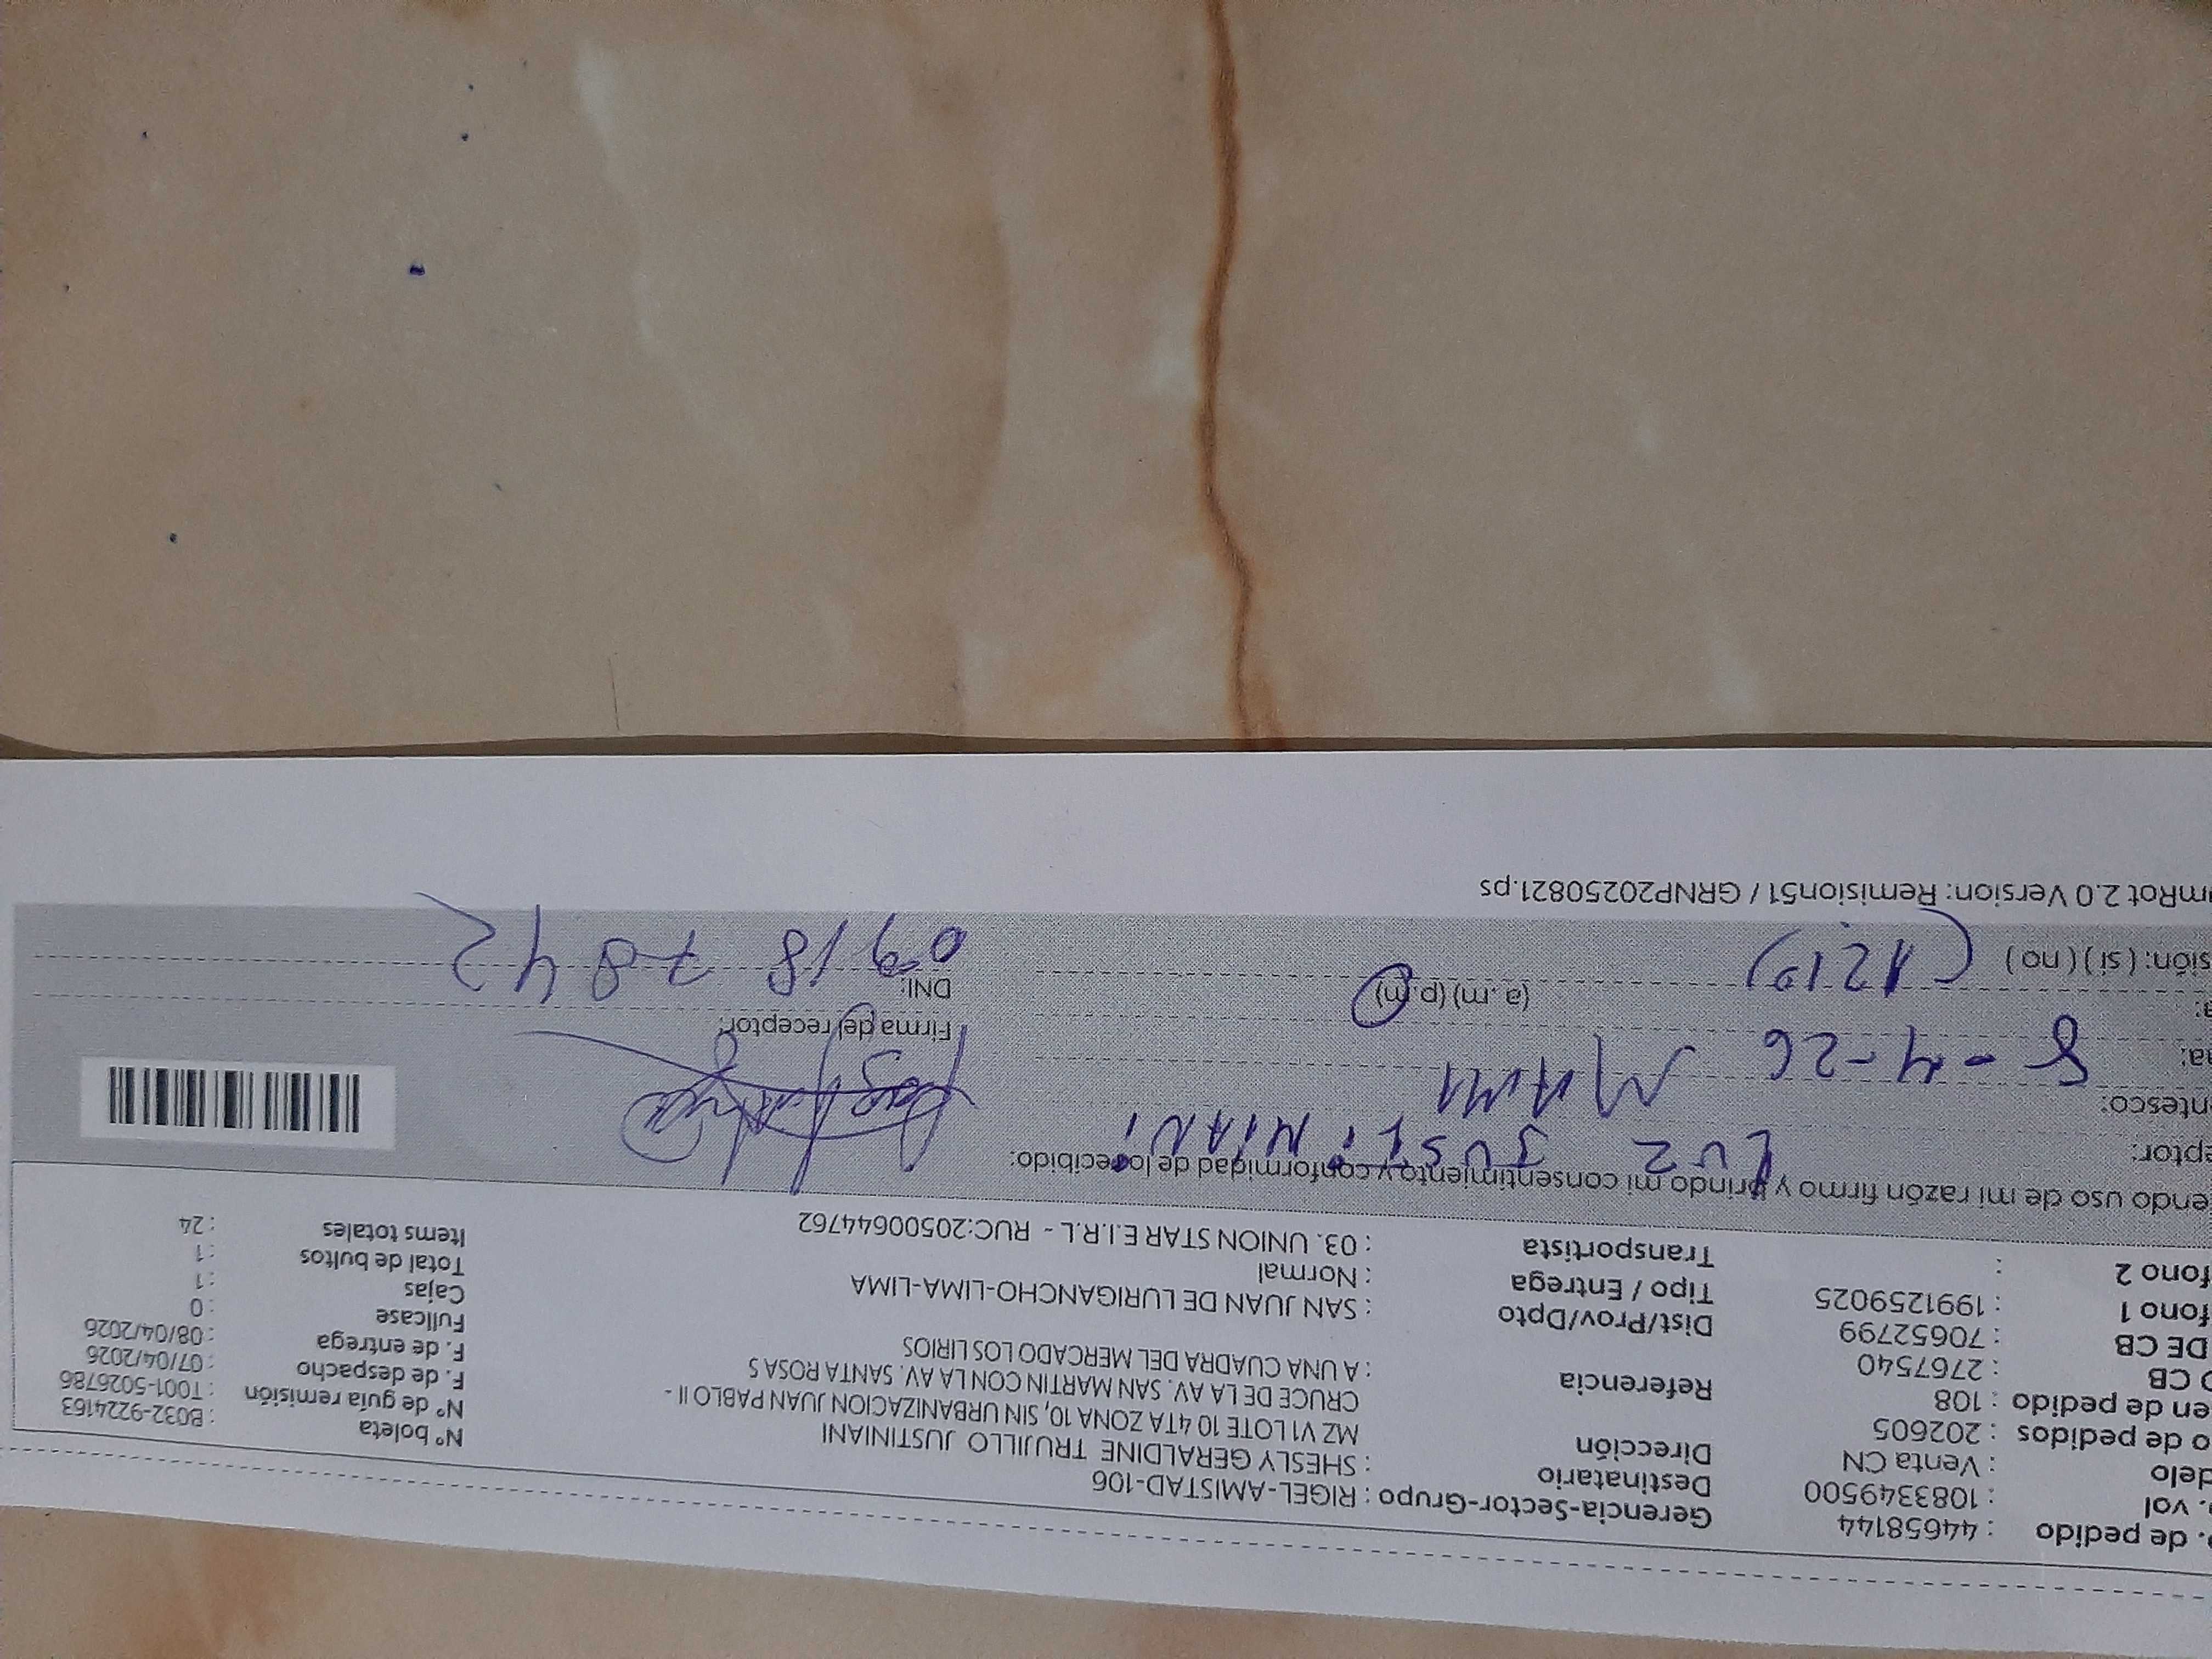 . de pedido : 44658144 Gerencia-Sector-Grupo : RIGEL-AMISTAD-106
. vol : 1083349500 Destinatario : SHESLY GERALDINE TRUJILLO JUSTINIANI Nº boleta : B032-9224163
delo : Venta CN Dirección MZ V1 LOTE 10 4TA ZONA 10, SIN URBANIZACION JUAN PABLO II - Nº de guía remisión : T001-5026786
o de pedidos : 202605 CRUCE DE LA AV. SAN MARTIN CON LA AV. SANTA ROSA S F. de despacho : 07/04/2026
en de pedido : 108 Referencia : A UNA CUADRA DEL MERCADO LOS LIRIOS F. de entrega : 08/04/2026
O CB : 2767540 Fullcase : 0
DE CB : 70652799 Dist/Prov/Dpto : SAN JUAN DE LURIGANCHO-LIMA-LIMA Cajas : 1
fono 1 : 1991259025 Tipo / Entrega : Normal Total de bultos : 1
fono 2 : Transportista : 03. UNION STAR E.I.R.L - RUC:20500644762 Items totales : 24
endo uso de mi razón firmo y brindo mi consentimiento y conformidad de lo recibido:
eptor: LUZ JUSTINIANI
entesco: MAMA
na: 8-4-26 Firma del receptor:
a: (a.m) (p.m) DNI: 09187842
sión: ( si ) ( no ) (1219)
mRot 2.0 Version: Remision51 / GRNP20250821.ps